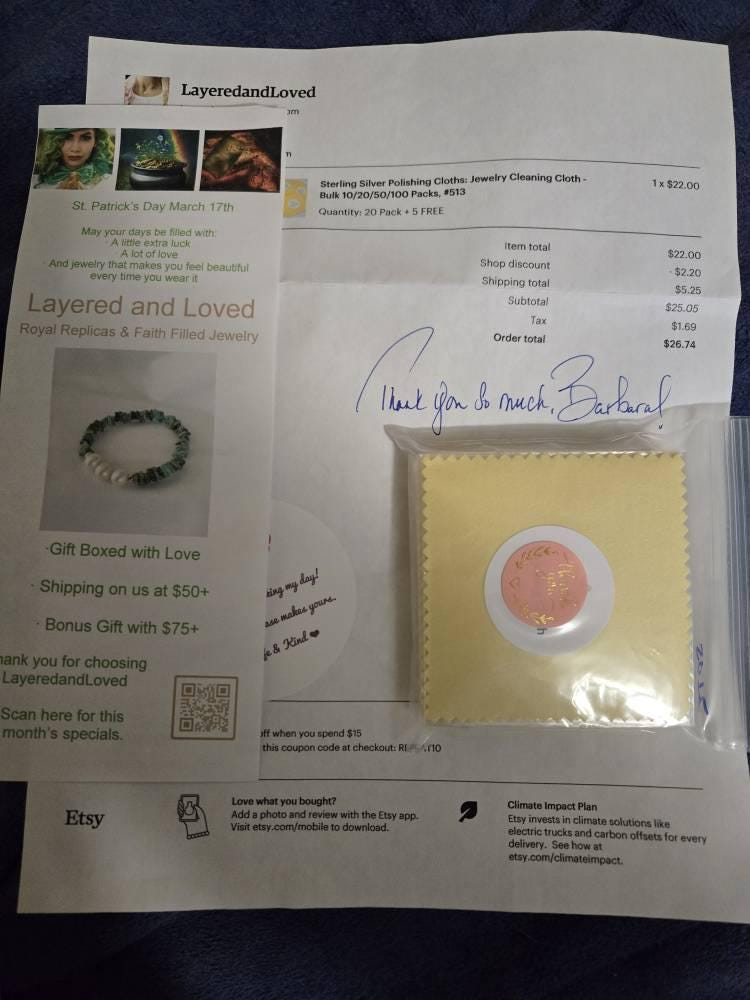 LayeredandLoved
om
m
Sterling Silver Polishing Cloths: Jewelry Cleaning Cloth -
Bulk 10/20/50/100 Packs, #513
1 x $22.00
Quantity: 20 Pack + 5 FREE
Item total $22.00
Shop discount - $2.20
Shipping total $5.25
Subtotal $25.05
Tax $1.69
Order total $26.74
Thank you so much, Barbara!
St. Patrick's Day March 17th
May your days be filled with:
· A little extra luck
· A lot of love
· And jewelry that makes you feel beautiful
every time you wear it
Layered and Loved
Royal Replicas & Faith Filled Jewelry
·Gift Boxed with Love
· Shipping on us at $50+
· Bonus Gift with $75+
hank you for choosing
LayeredandLoved
Scan here for this
month's specials.
king my day!
ase makes yours.
fe & Kind ❤
Thank
you
h
20+5
off when you spend $15
this coupon code at checkout:
Etsy
Love what you bought?
Add a photo and review with the Etsy app.
Visit etsy.com/mobile to download.
Climate Impact Plan
Etsy invests in climate solutions like
electric trucks and carbon offsets for every
delivery. See how at
etsy.com/climateimpact.